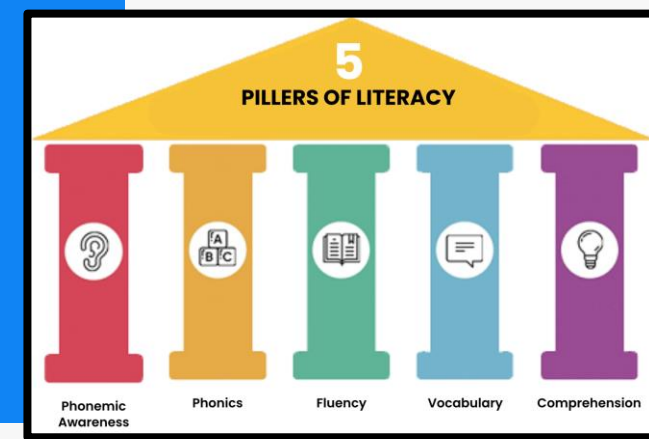 5
PILLERS OF LITERACY
A
B C
Phonemic
Awareness
Phonics
Fluency
Vocabulary
Comprehension